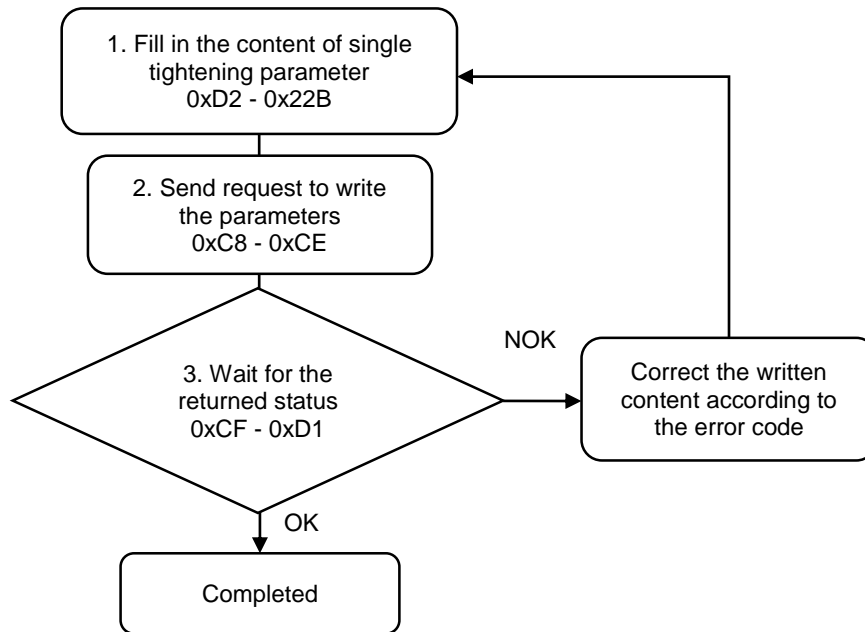 1. Fill in the content of single
tightening parameter
0xD2 - 0x22B
2. Send request to write
the parameters
0xC8 - 0xCE
NOK
3. Wait for the
returned status
0xCF - 0xD1
Correct the written
content according to
the error code
OK
Completed